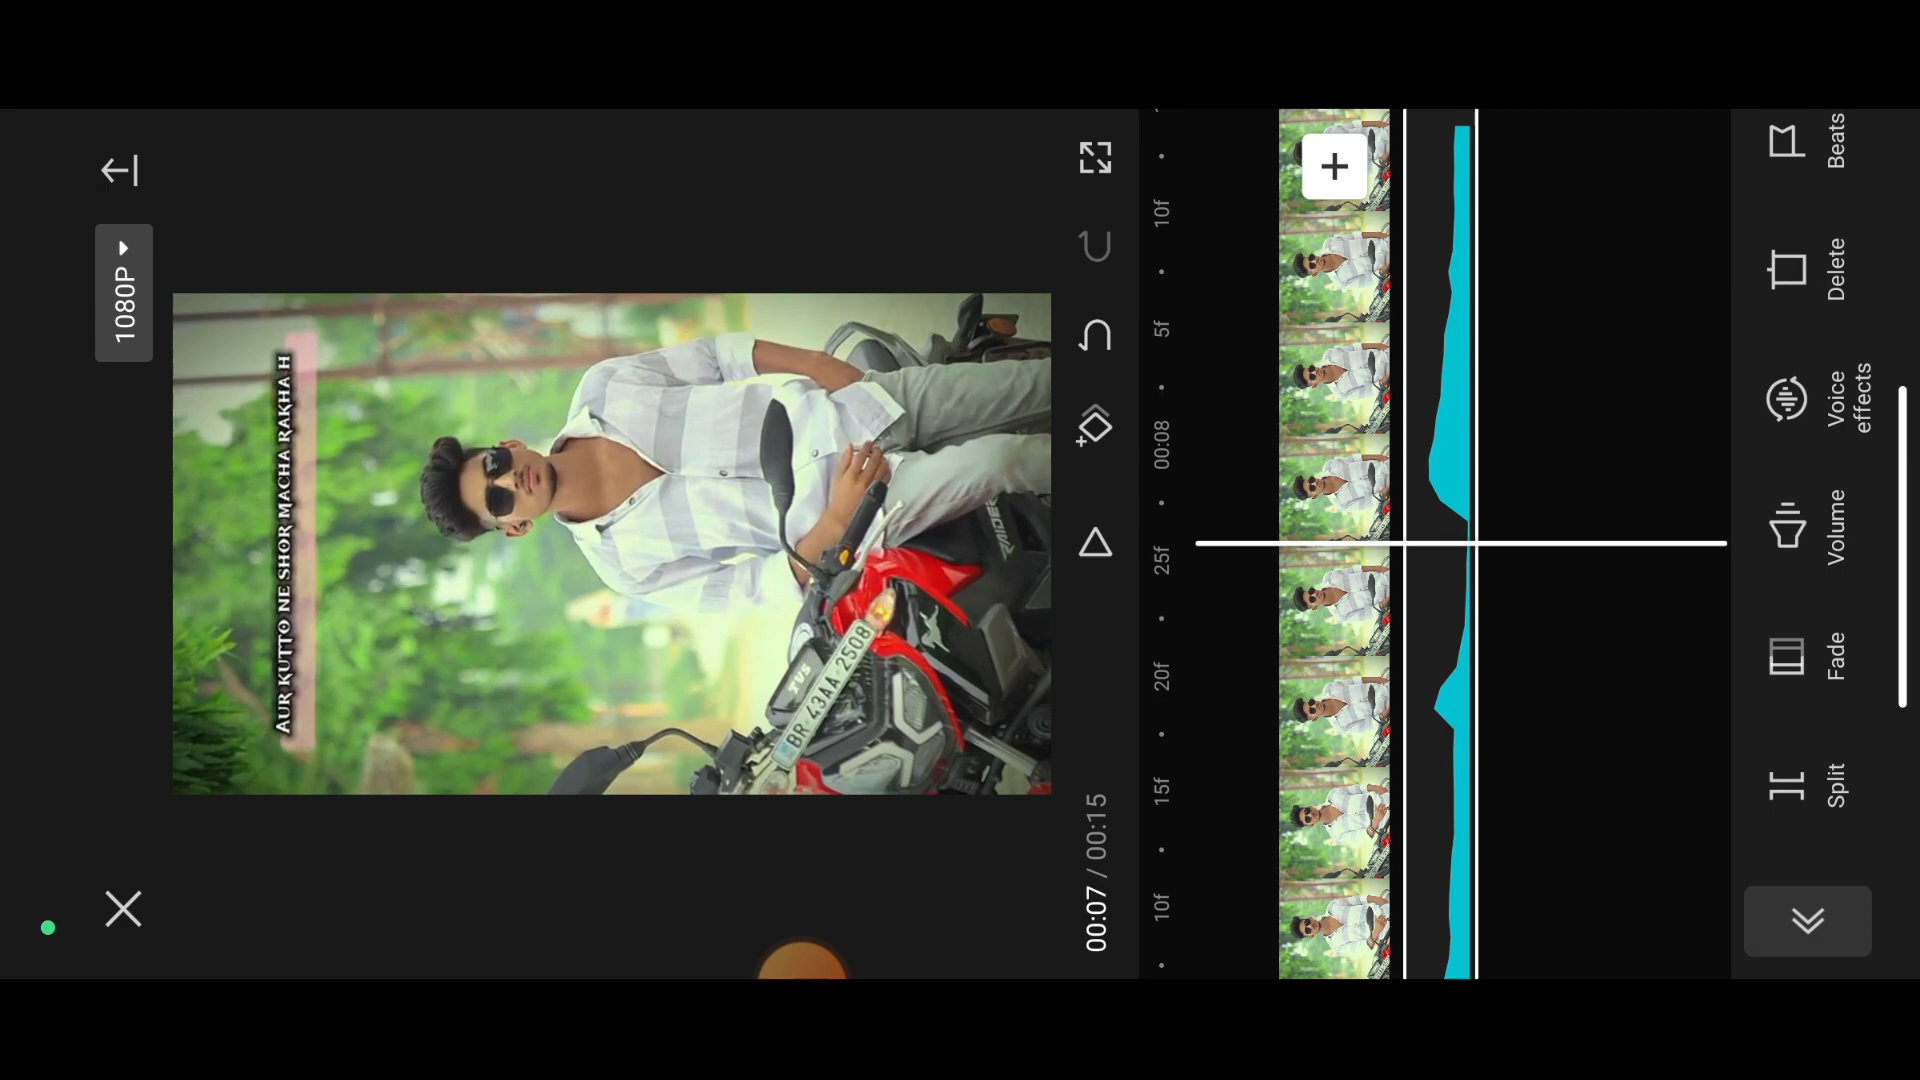 1080P
AUR KUTTO NE SHOR MACHA RAKHA H
TVS
BR 43AA 2508
00:07 / 00:15
10f
15f
20f
25f
00:08
5f
10f
Split
Fade
Volume
Voice effects
Delete
Beats